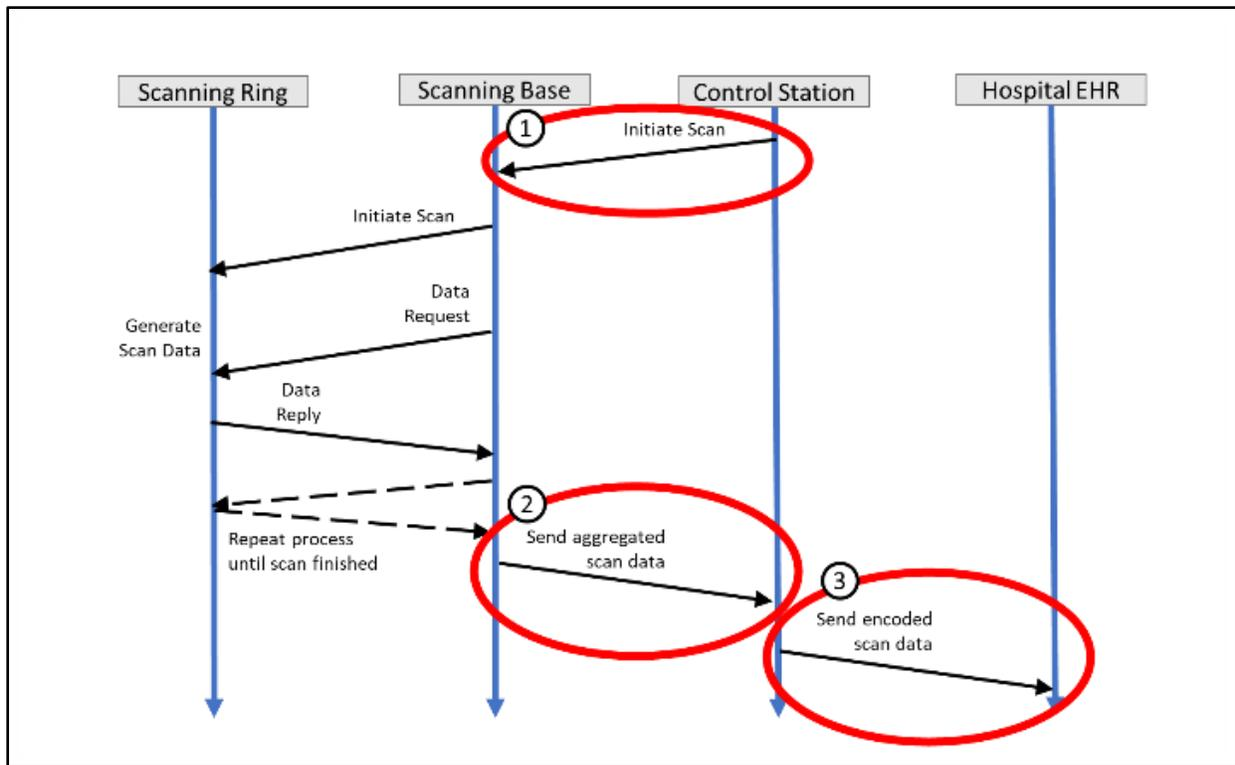 Scanning Ring
Scanning Base
Control Station
Hospital EHR
1
Initiate Scan
Initiate Scan
Data
Request
Generate
Scan Data
Data
Reply
2
Send aggregated
scan data
Repeat process
until scan finished
3
Send encoded
scan data